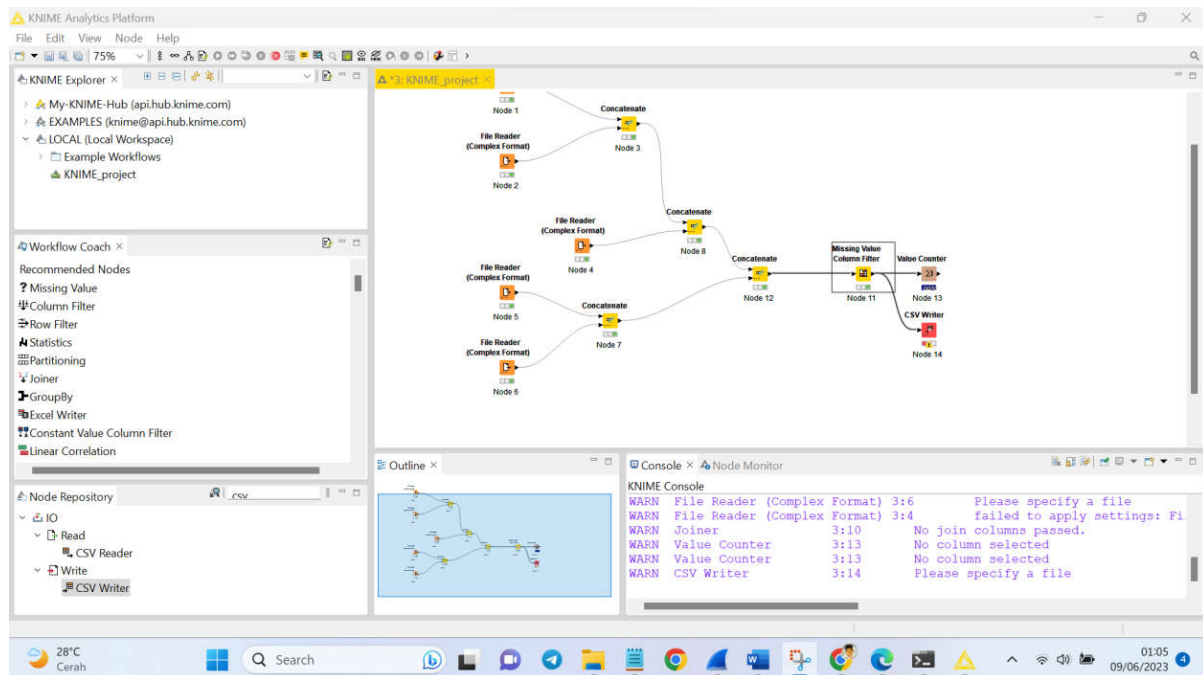 KNIME Analytics Platform
File Edit View Node Help
75%
KNIME Explorer
My-KNIME-Hub (api.hub.knime.com)
EXAMPLES (knime@api.hub.knime.com)
LOCAL (Local Workspace)
Example Workflows
KNIME_project
Workflow Coach
Recommended Nodes
? Missing Value
Column Filter
Row Filter
Statistics
Partitioning
Joiner
GroupBy
Excel Writer
Constant Value Column Filter
Linear Correlation
Node Repository
csv
IO
Read
CSV Reader
Write
CSV Writer
*3: KNIME_project
Node 1
Concatenate
Node 3
File Reader
(Complex Format)
Node 2
Concatenate
Node 8
File Reader
(Complex Format)
Node 4
File Reader
(Complex Format)
Node 5
Concatenate
Node 7
File Reader
(Complex Format)
Node 6
Concatenate
Node 12
Missing Value
Column Filter
Node 11
Value Counter
Node 13
CSV Writer
Node 14
Outline
Console
Node Monitor
KNIME Console
WARN File Reader (Complex Format) 3:6 Please specify a file
WARN File Reader (Complex Format) 3:4 failed to apply settings: Fi
WARN Joiner 3:10 No join columns passed.
WARN Value Counter 3:13 No column selected
WARN Value Counter 3:13 No column selected
WARN CSV Writer 3:14 Please specify a file
28°C
Cerah
Search
01:05
09/06/2023
4